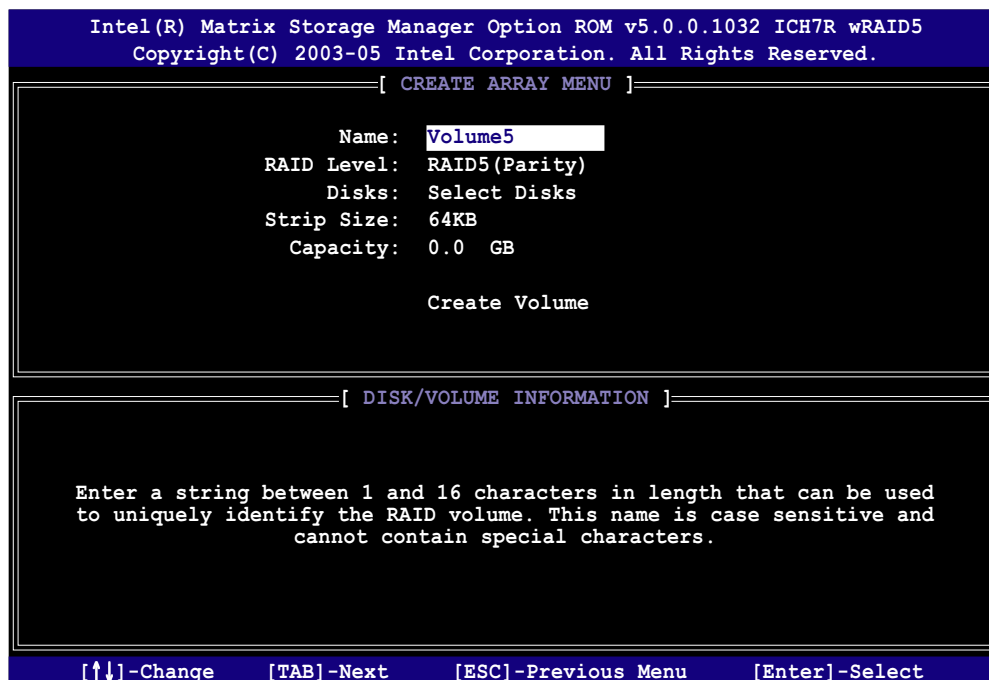 Intel(R) Matrix Storage Manager Option ROM v5.0.0.1032 ICH7R wRAID5
Copyright(C) 2003-05 Intel Corporation. All Rights Reserved.
[ CREATE ARRAY MENU ]
Name: Volume5
RAID Level: RAID5(Parity)
Disks: Select Disks
Strip Size: 64KB
Capacity: 0.0 GB
Create Volume
[ DISK/VOLUME INFORMATION ]
Enter a string between 1 and 16 characters in length that can be used
to uniquely identify the RAID volume. This name is case sensitive and
cannot contain special characters.
[↑↓]-Change [TAB]-Next [ESC]-Previous Menu [Enter]-Select